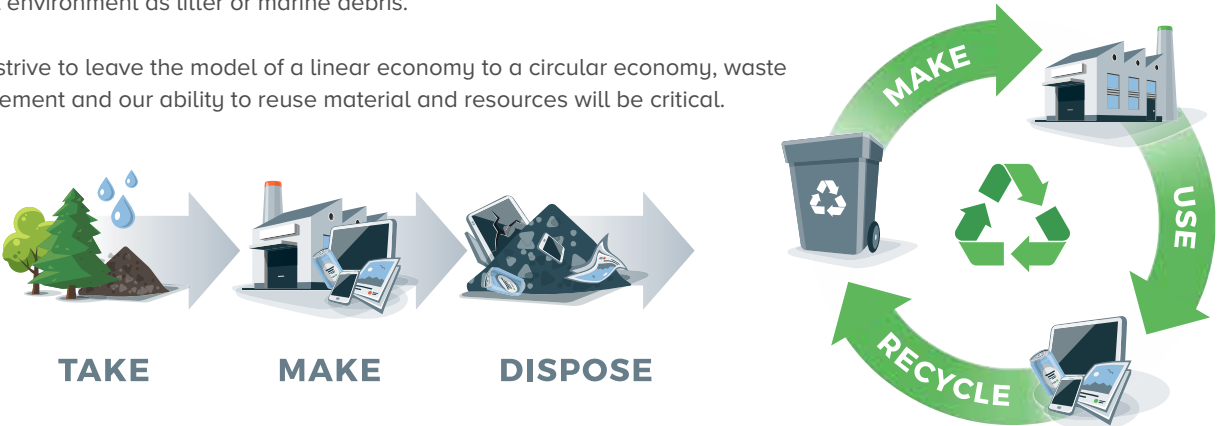 environment as litter or marine debris.
strive to leave the model of a linear economy to a circular economy, waste
ement and our ability to reuse material and resources will be critical.
TAKE
MAKE
DISPOSE
MAKE
USE
RECYCLE